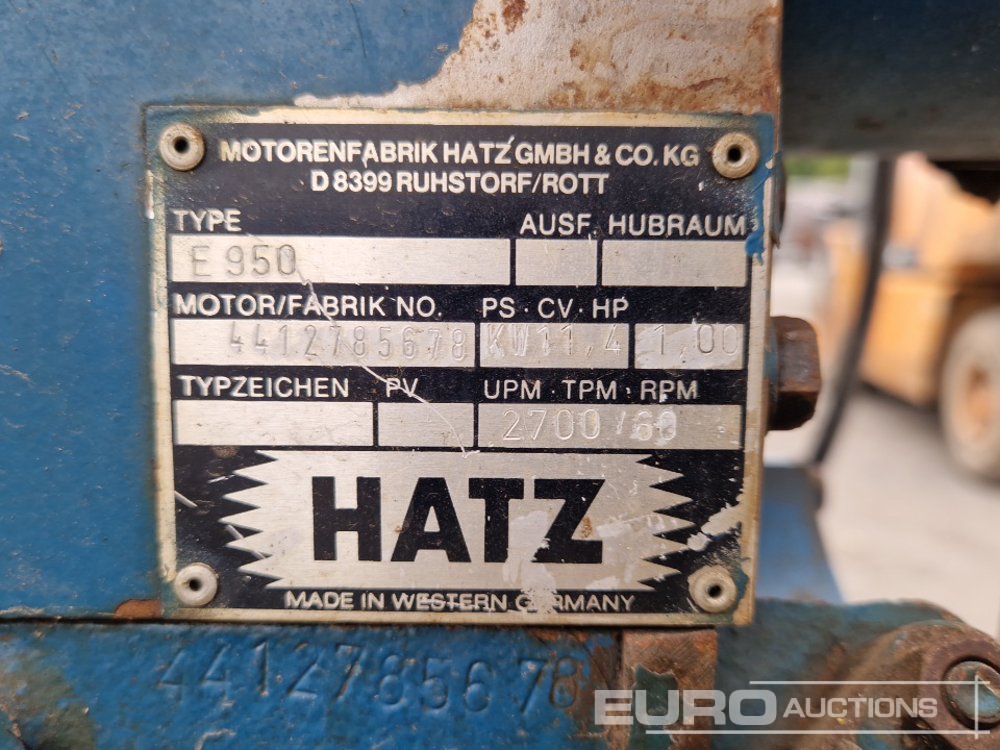 MOTORENFABRIK HATZ GMBH & CO. KG
D 8399 RUHSTORF/ROTT
TYPE AUSF. HUBRAUM
E 950
MOTOR/FABRIK NO. PS · CV · HP
4412785678 KW11,4 1,00
TYPZEICHEN PV UPM · TPM · RPM
2700/60
HATZ
MADE IN WESTERN GERMANY
4412785678
EURO AUCTIONS